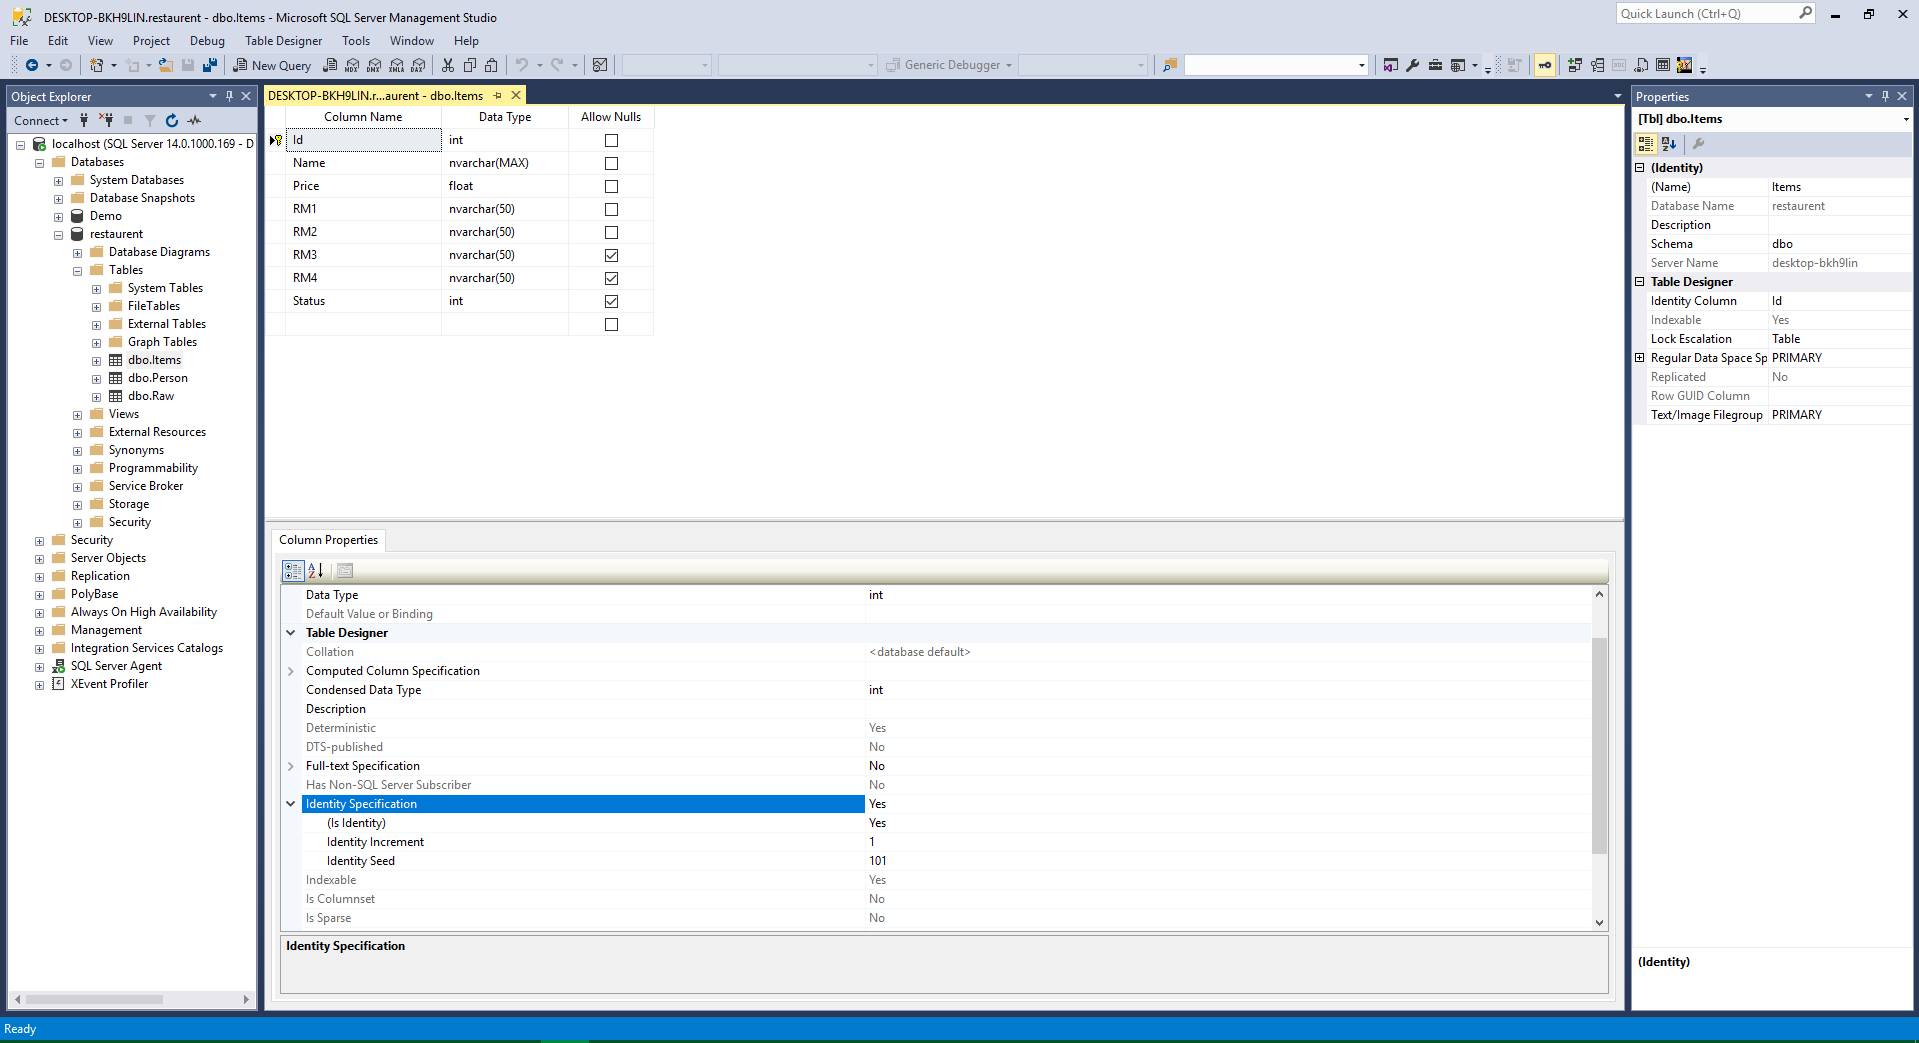 DESKTOP-BKH9LIN.restaurent - dbo.Items - Microsoft SQL Server Management Studio
Quick Launch (Ctrl+Q)
File Edit View Project Debug Table Designer Tools Window Help
New Query MDX DMX XMLA DAX Generic Debugger
Object Explorer
Connect
localhost (SQL Server 14.0.1000.169 - D
Databases
System Databases
Database Snapshots
Demo
restaurent
Database Diagrams
Tables
System Tables
FileTables
External Tables
Graph Tables
dbo.Items
dbo.Person
dbo.Raw
Views
External Resources
Synonyms
Programmability
Service Broker
Storage
Security
Security
Server Objects
Replication
PolyBase
Always On High Availability
Management
Integration Services Catalogs
SQL Server Agent
XEvent Profiler
DESKTOP-BKH9LIN.r...aurent - dbo.Items
Column Name Data Type Allow Nulls
Id int
Name nvarchar(MAX)
Price float
RM1 nvarchar(50)
RM2 nvarchar(50)
RM3 nvarchar(50)
RM4 nvarchar(50)
Status int
Column Properties
Data Type int
Default Value or Binding
Table Designer
Collation <database default>
Computed Column Specification
Condensed Data Type int
Description
Deterministic Yes
DTS-published No
Full-text Specification No
Has Non-SQL Server Subscriber No
Identity Specification Yes
(Is Identity) Yes
Identity Increment 1
Identity Seed 101
Indexable Yes
Is Columnset No
Is Sparse No
Identity Specification
Properties
[Tbl] dbo.Items
(Identity)
(Name) Items
Database Name restaurent
Description
Schema dbo
Server Name desktop-bkh9lin
Table Designer
Identity Column Id
Indexable Yes
Lock Escalation Table
Regular Data Space Sp PRIMARY
Replicated No
Row GUID Column
Text/Image Filegroup PRIMARY
(Identity)
Ready